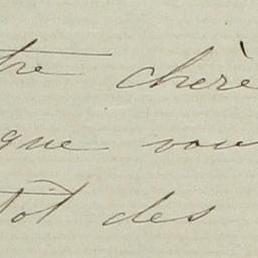 tre chère
que vou
tôt des